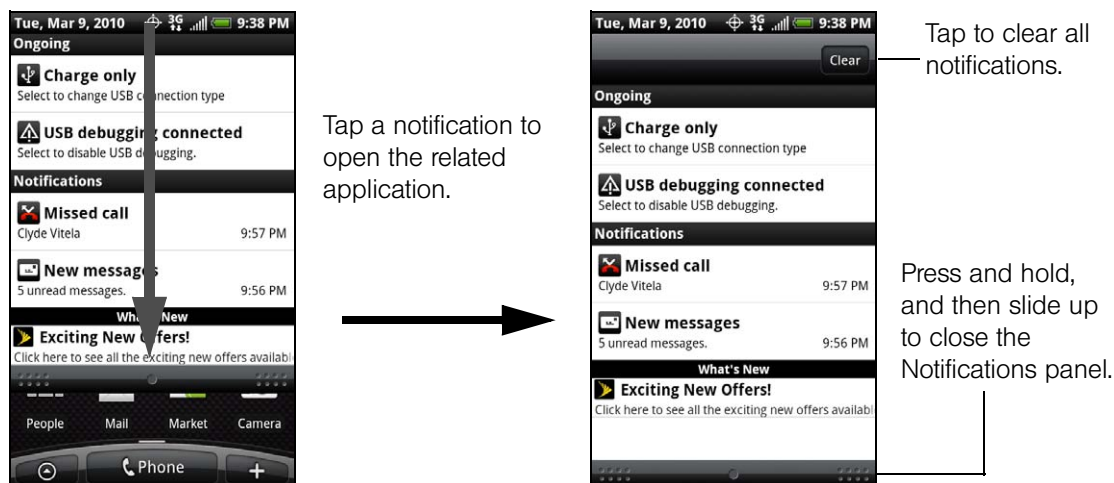 Tue, Mar 9, 2010 3G 9:38 PM
Ongoing
Charge only
Select to change USB connection type
USB debugging connected
Select to disable USB debugging.
Notifications
Missed call
Clyde Vitela 9:57 PM
New messages
5 unread messages. 9:56 PM
What's New
Exciting New Offers!
Click here to see all the exciting new offers availabl
People Mail Market Camera
Phone
Tap a notification to
open the related
application.
Tue, Mar 9, 2010 3G 9:38 PM
Clear
Ongoing
Charge only
Select to change USB connection type
USB debugging connected
Select to disable USB debugging.
Notifications
Missed call
Clyde Vitela 9:57 PM
New messages
5 unread messages. 9:56 PM
What's New
Exciting New Offers!
Click here to see all the exciting new offers availabl
Tap to clear all
notifications.
Press and hold,
and then slide up
to close the
Notifications panel.